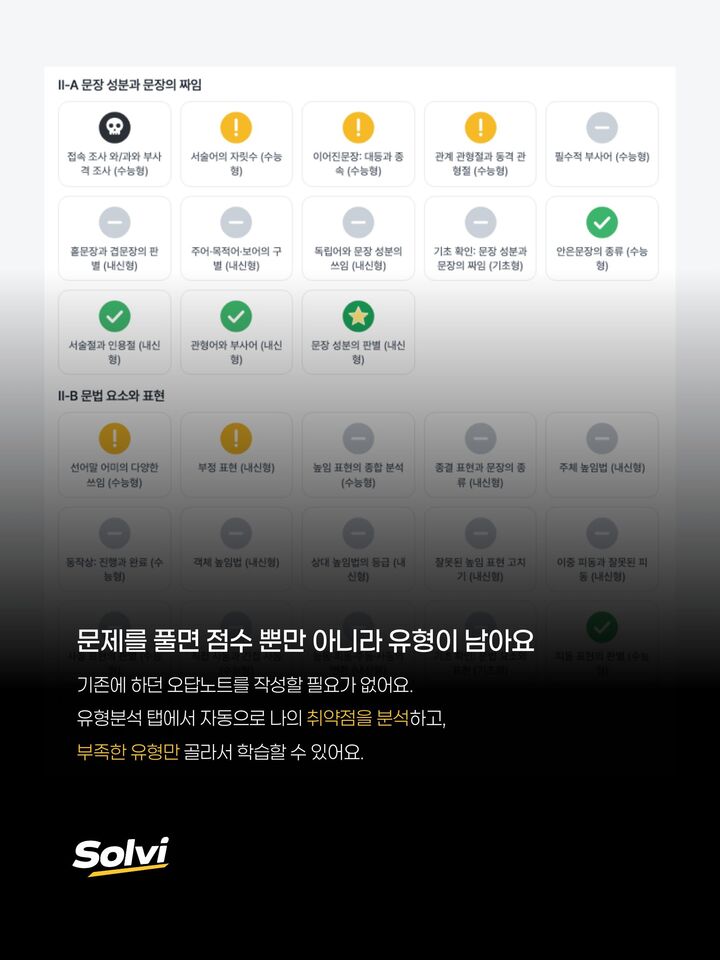 II-A 문장 성분과 문장의 짜임
접속 조사 와/과와 부사
격 조사 (수능형)
서술어의 자릿수 (수능
형)
이어진문장: 대등과 종
속 (수능형)
관계 관형절과 동격 관
형절 (수능형)
필수적 부사어 (수능형)
홑문장과 겹문장의 판
별 (내신형)
주어·목적어·보어의 구
별 (내신형)
독립어와 문장 성분의
쓰임 (내신형)
기초 확인: 문장 성분과
문장의 짜임 (기초형)
안은문장의 종류 (수능
형)
서술절과 인용절 (내신
형)
관형어와 부사어 (내신
형)
문장 성분의 판별 (내신
형)
II-B 문법 요소와 표현
선어말 어미의 다양한
쓰임 (수능형)
부정 표현 (내신형)
높임 표현의 종합 분석
(수능형)
종결 표현과 문장의 종
류 (내신형)
주체 높임법 (내신형)
동작상: 진행과 완료 (수
능형)
객체 높임법 (내신형)
상대 높임법의 등급 (내
신형)
잘못된 높임 표현 고치
기 (내신형)
이중 피동과 잘못된 피
동 (내신형)
피동 표현의 판별 (수능
형)
문제를 풀면 점수 뿐만 아니라 유형이 남아요
기존에 하던 오답노트를 작성할 필요가 없어요.
유형분석 탭에서 자동으로 나의 취약점을 분석하고,
부족한 유형만 골라서 학습할 수 있어요.
Solvi